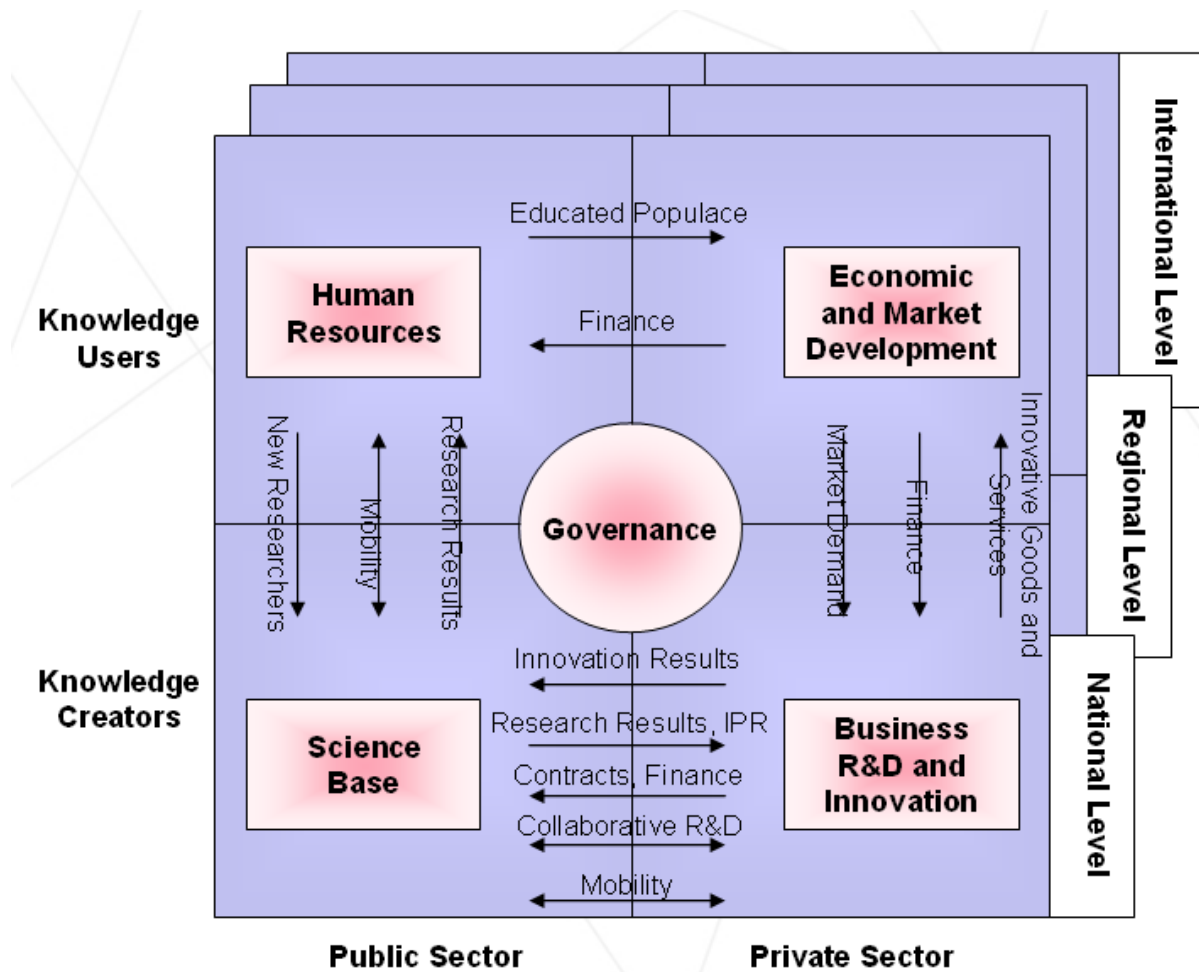 International Level
Educated Populace
Human
Resources
Economic
and Market
Development
Knowledge
Users
Finance
Regional Level
New Researchers
Mobility
Research Results
Governance
Market Demand
Finance
Innovative Goods and
Services
National Level
Innovation Results
Knowledge
Creators
Science
Base
Research Results, IPR
Business
R&D and
Innovation
Contracts, Finance
Collaborative R&D
Mobility
Public Sector
Private Sector